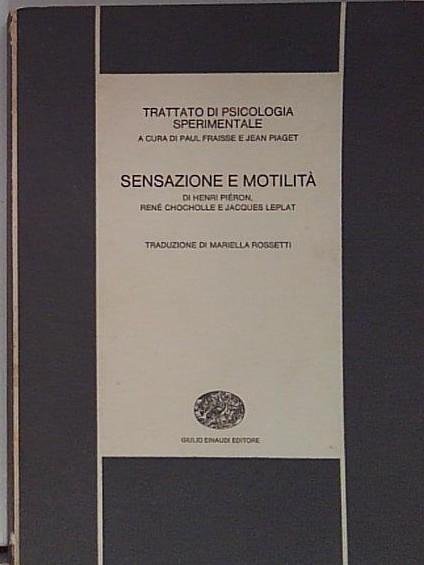 TRATTATO DI PSICOLOGIA
SPERIMENTALE
A CURA DI PAUL FRAISSE E JEAN PIAGET
SENSAZIONE E MOTILITÀ
DI HENRI PIÉRON,
RENÉ CHOCHOLLE E JACQUES LEPLAT
TRADUZIONE DI MARIELLA ROSSETTI
GIULIO EINAUDI EDITORE